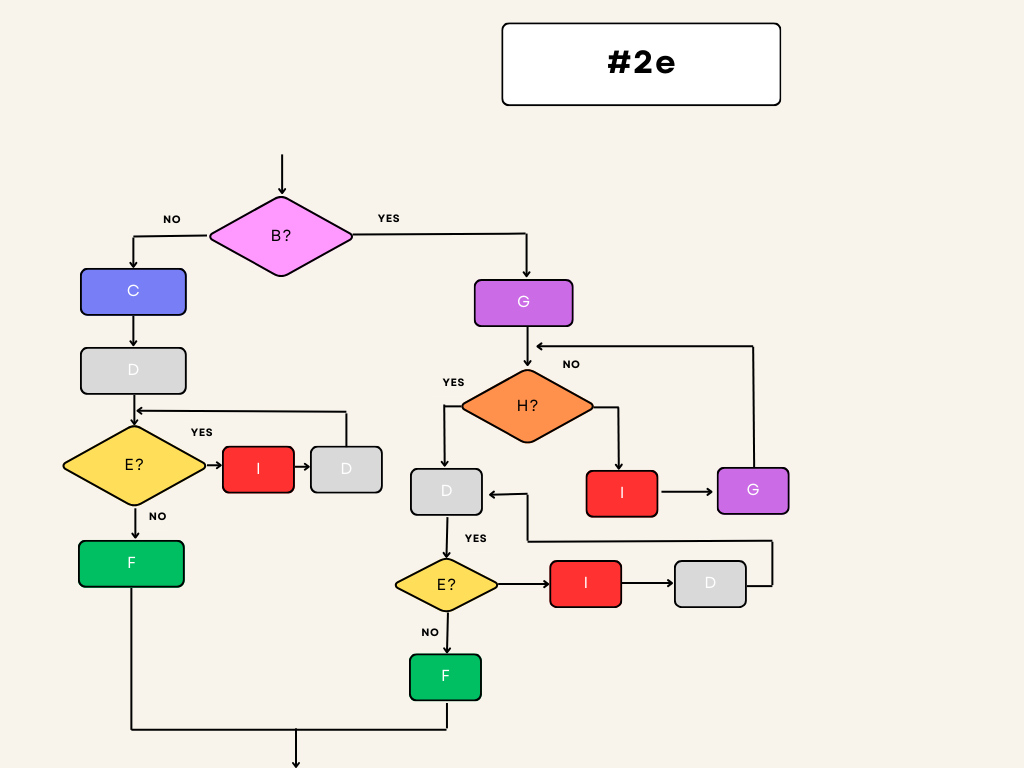 #2e
B?
NO
YES
C
G
D
NO
YES
H?
YES
E?
I
D
D
I
G
NO
YES
F
E?
I
D
NO
F